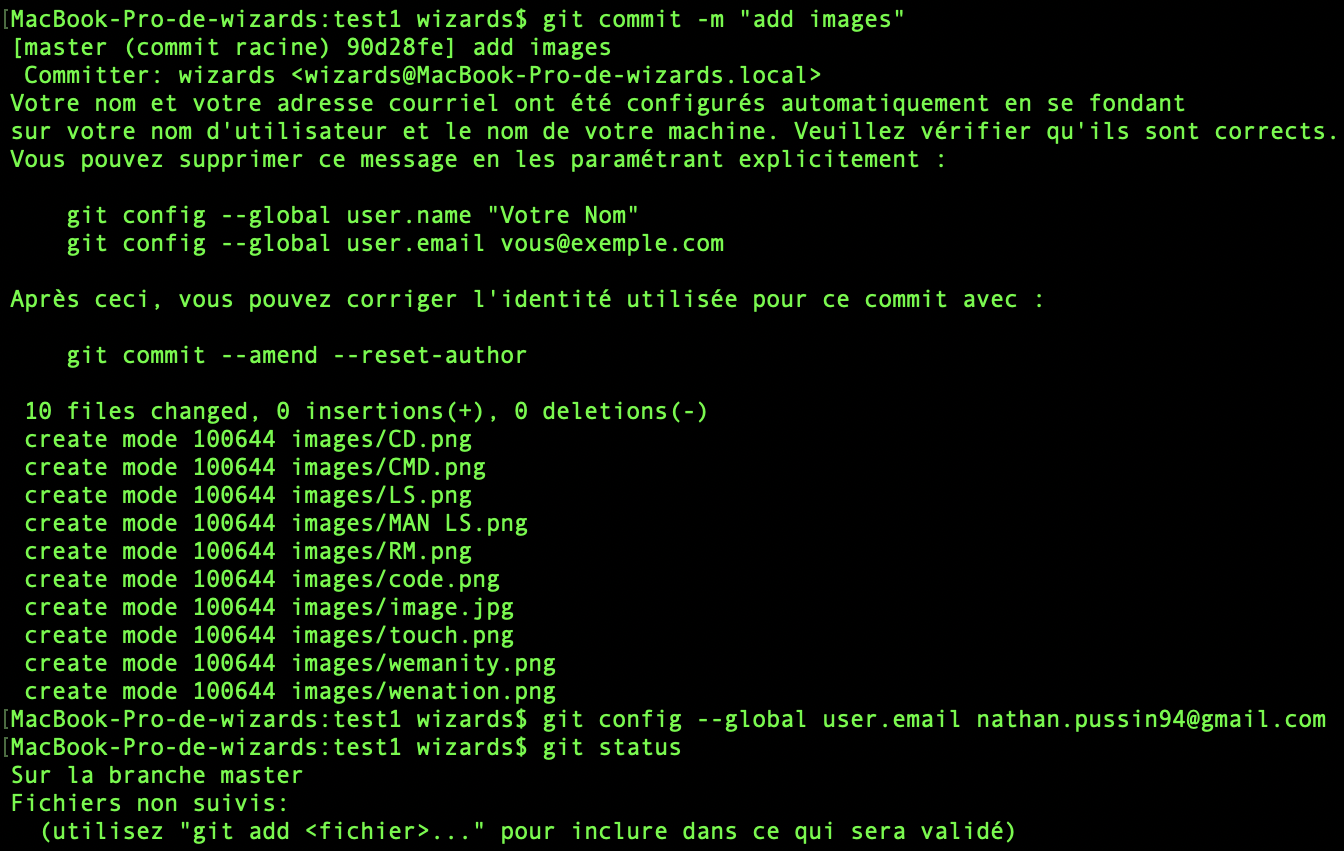 [MacBook-Pro-de-wizards:test1 wizards$ git commit -m "add images"
[master (commit racine) 90d28fe] add images
 Committer: wizards <wizards@MacBook-Pro-de-wizards.local>
Votre nom et votre adresse courriel ont été configurés automatiquement en se fondant
sur votre nom d'utilisateur et le nom de votre machine. Veuillez vérifier qu'ils sont corrects.
Vous pouvez supprimer ce message en les paramétrant explicitement :
    git config --global user.name "Votre Nom"
    git config --global user.email vous@exemple.com
Après ceci, vous pouvez corriger l'identité utilisée pour ce commit avec :
    git commit --amend --reset-author
 10 files changed, 0 insertions(+), 0 deletions(-)
 create mode 100644 images/CD.png
 create mode 100644 images/CMD.png
 create mode 100644 images/LS.png
 create mode 100644 images/MAN LS.png
 create mode 100644 images/RM.png
 create mode 100644 images/code.png
 create mode 100644 images/image.jpg
 create mode 100644 images/touch.png
 create mode 100644 images/wemanity.png
 create mode 100644 images/wenation.png
[MacBook-Pro-de-wizards:test1 wizards$ git config --global user.email nathan.pussin94@gmail.com
[MacBook-Pro-de-wizards:test1 wizards$ git status
Sur la branche master
Fichiers non suivis:
  (utilisez "git add <fichier>..." pour inclure dans ce qui sera validé)